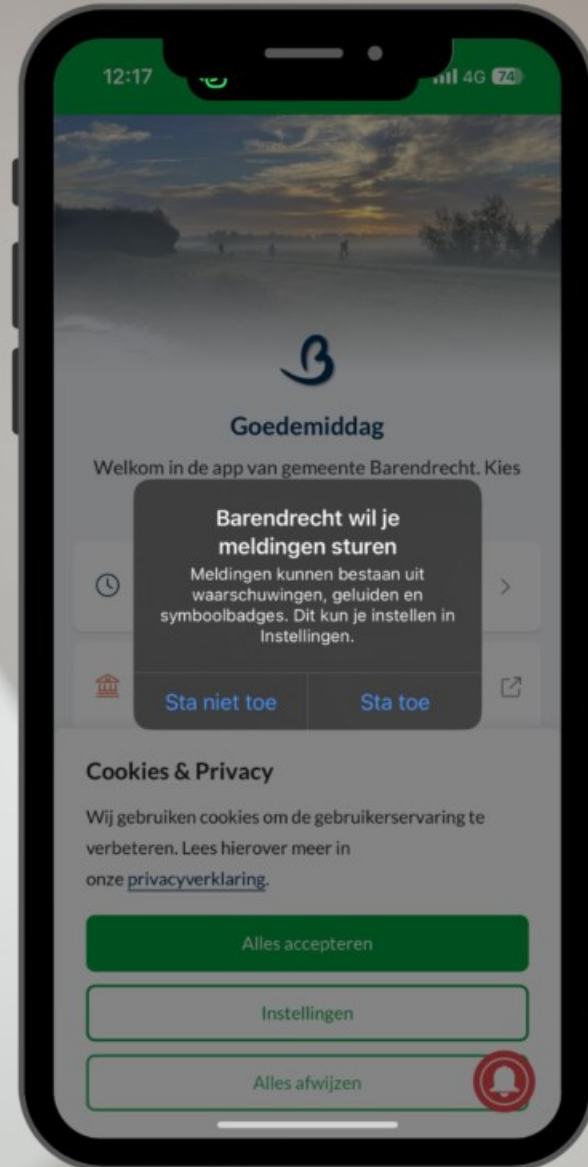 12:17
4G 74
Goedemiddag
Welkom in de app van gemeente Barendrecht. Kies
Barendrecht wil je
meldingen sturen
Meldingen kunnen bestaan uit
waarschuwingen, geluiden en
symboolbadges. Dit kun je instellen in
Instellingen.
Sta niet toe
Sta toe
Cookies & Privacy
Wij gebruiken cookies om de gebruikerservaring te
verbeteren. Lees hierover meer in
onze privacyverklaring.
Alles accepteren
Instellingen
Alles afwijzen